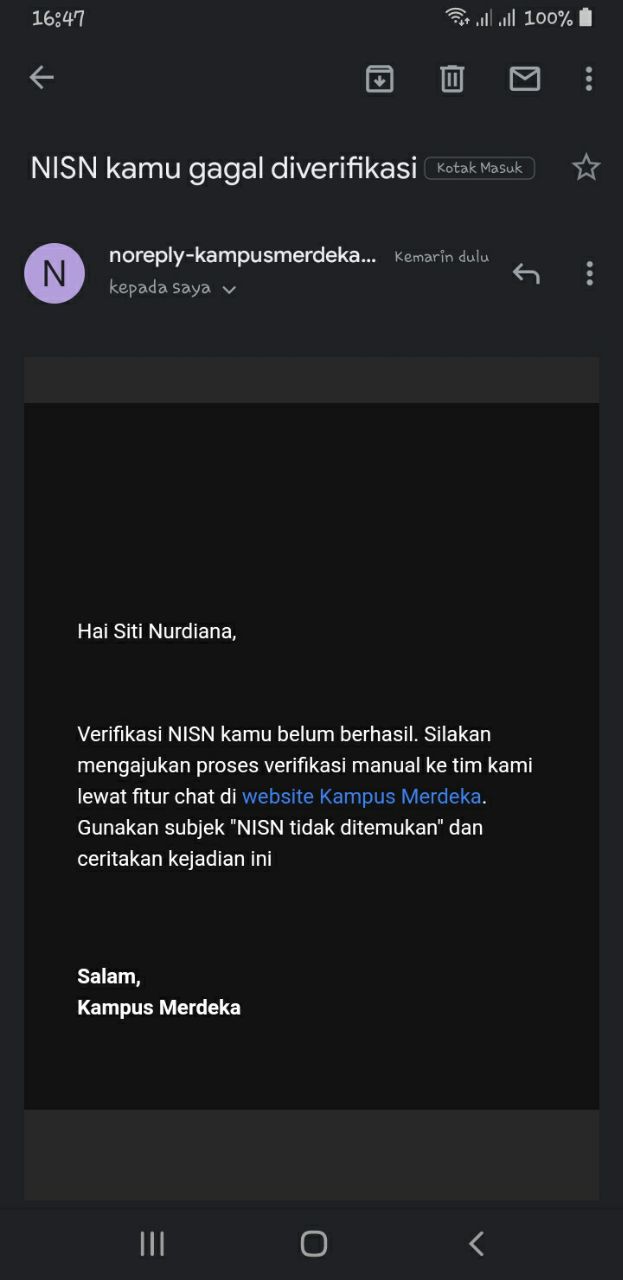 16:47
100%
NISN kamu gagal diverifikasi Kotak Masuk
N
noreply-kampusmerdeka... Kemarin dulu
kepada saya
Hai Siti Nurdiana,
Verifikasi NISN kamu belum berhasil. Silakan
mengajukan proses verifikasi manual ke tim kami
lewat fitur chat di website Kampus Merdeka.
Gunakan subjek "NISN tidak ditemukan" dan
ceritakan kejadian ini
Salam,
Kampus Merdeka